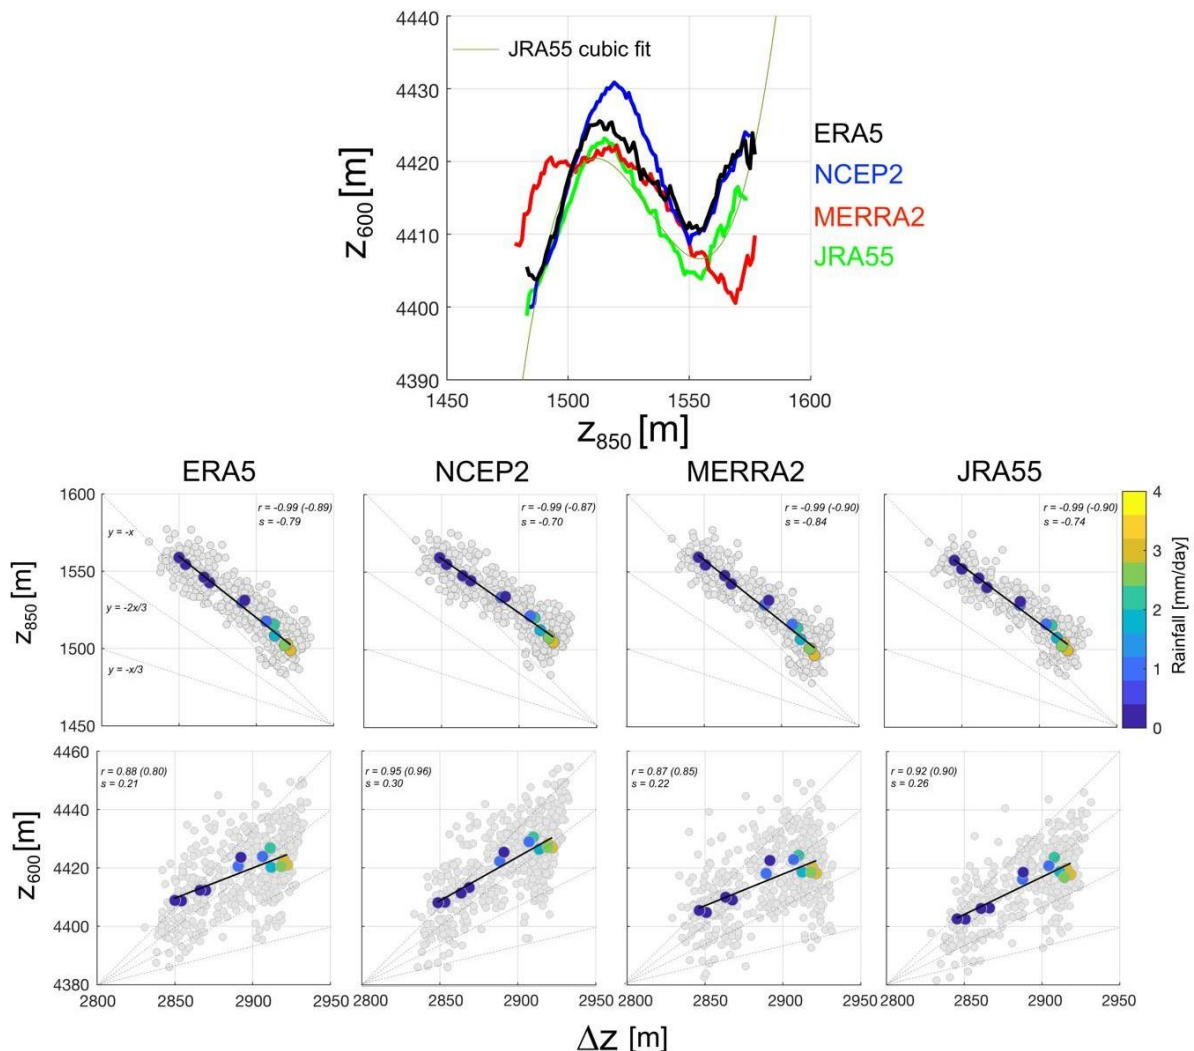 4440
4430
4420
4410
4400
4390
z600 [m]
JRA55 cubic fit
ERA5
NCEP2
MERRA2
JRA55
1450 1500 1550 1600
z850 [m]
ERA5 NCEP2 MERRA2 JRA55
1600
1550
1500
1450
z850 [m]
y = -x
y = -2x/3
y = -x/3
r = -0.99 (-0.89)
s = -0.79
r = -0.99 (-0.87)
s = -0.70
r = -0.99 (-0.90)
s = -0.84
r = -0.99 (-0.90)
s = -0.74
4
3
2
1
0
Rainfall [mm/day]
4460
4440
4420
4400
4380
z600 [m]
r = 0.88 (0.80)
s = 0.21
r = 0.95 (0.96)
s = 0.30
r = 0.87 (0.85)
s = 0.22
r = 0.92 (0.90)
s = 0.26
2800 2850 2900 2950 2800 2850 2900 2950 2800 2850 2900 2950 2800 2850 2900 2950
Δz [m]